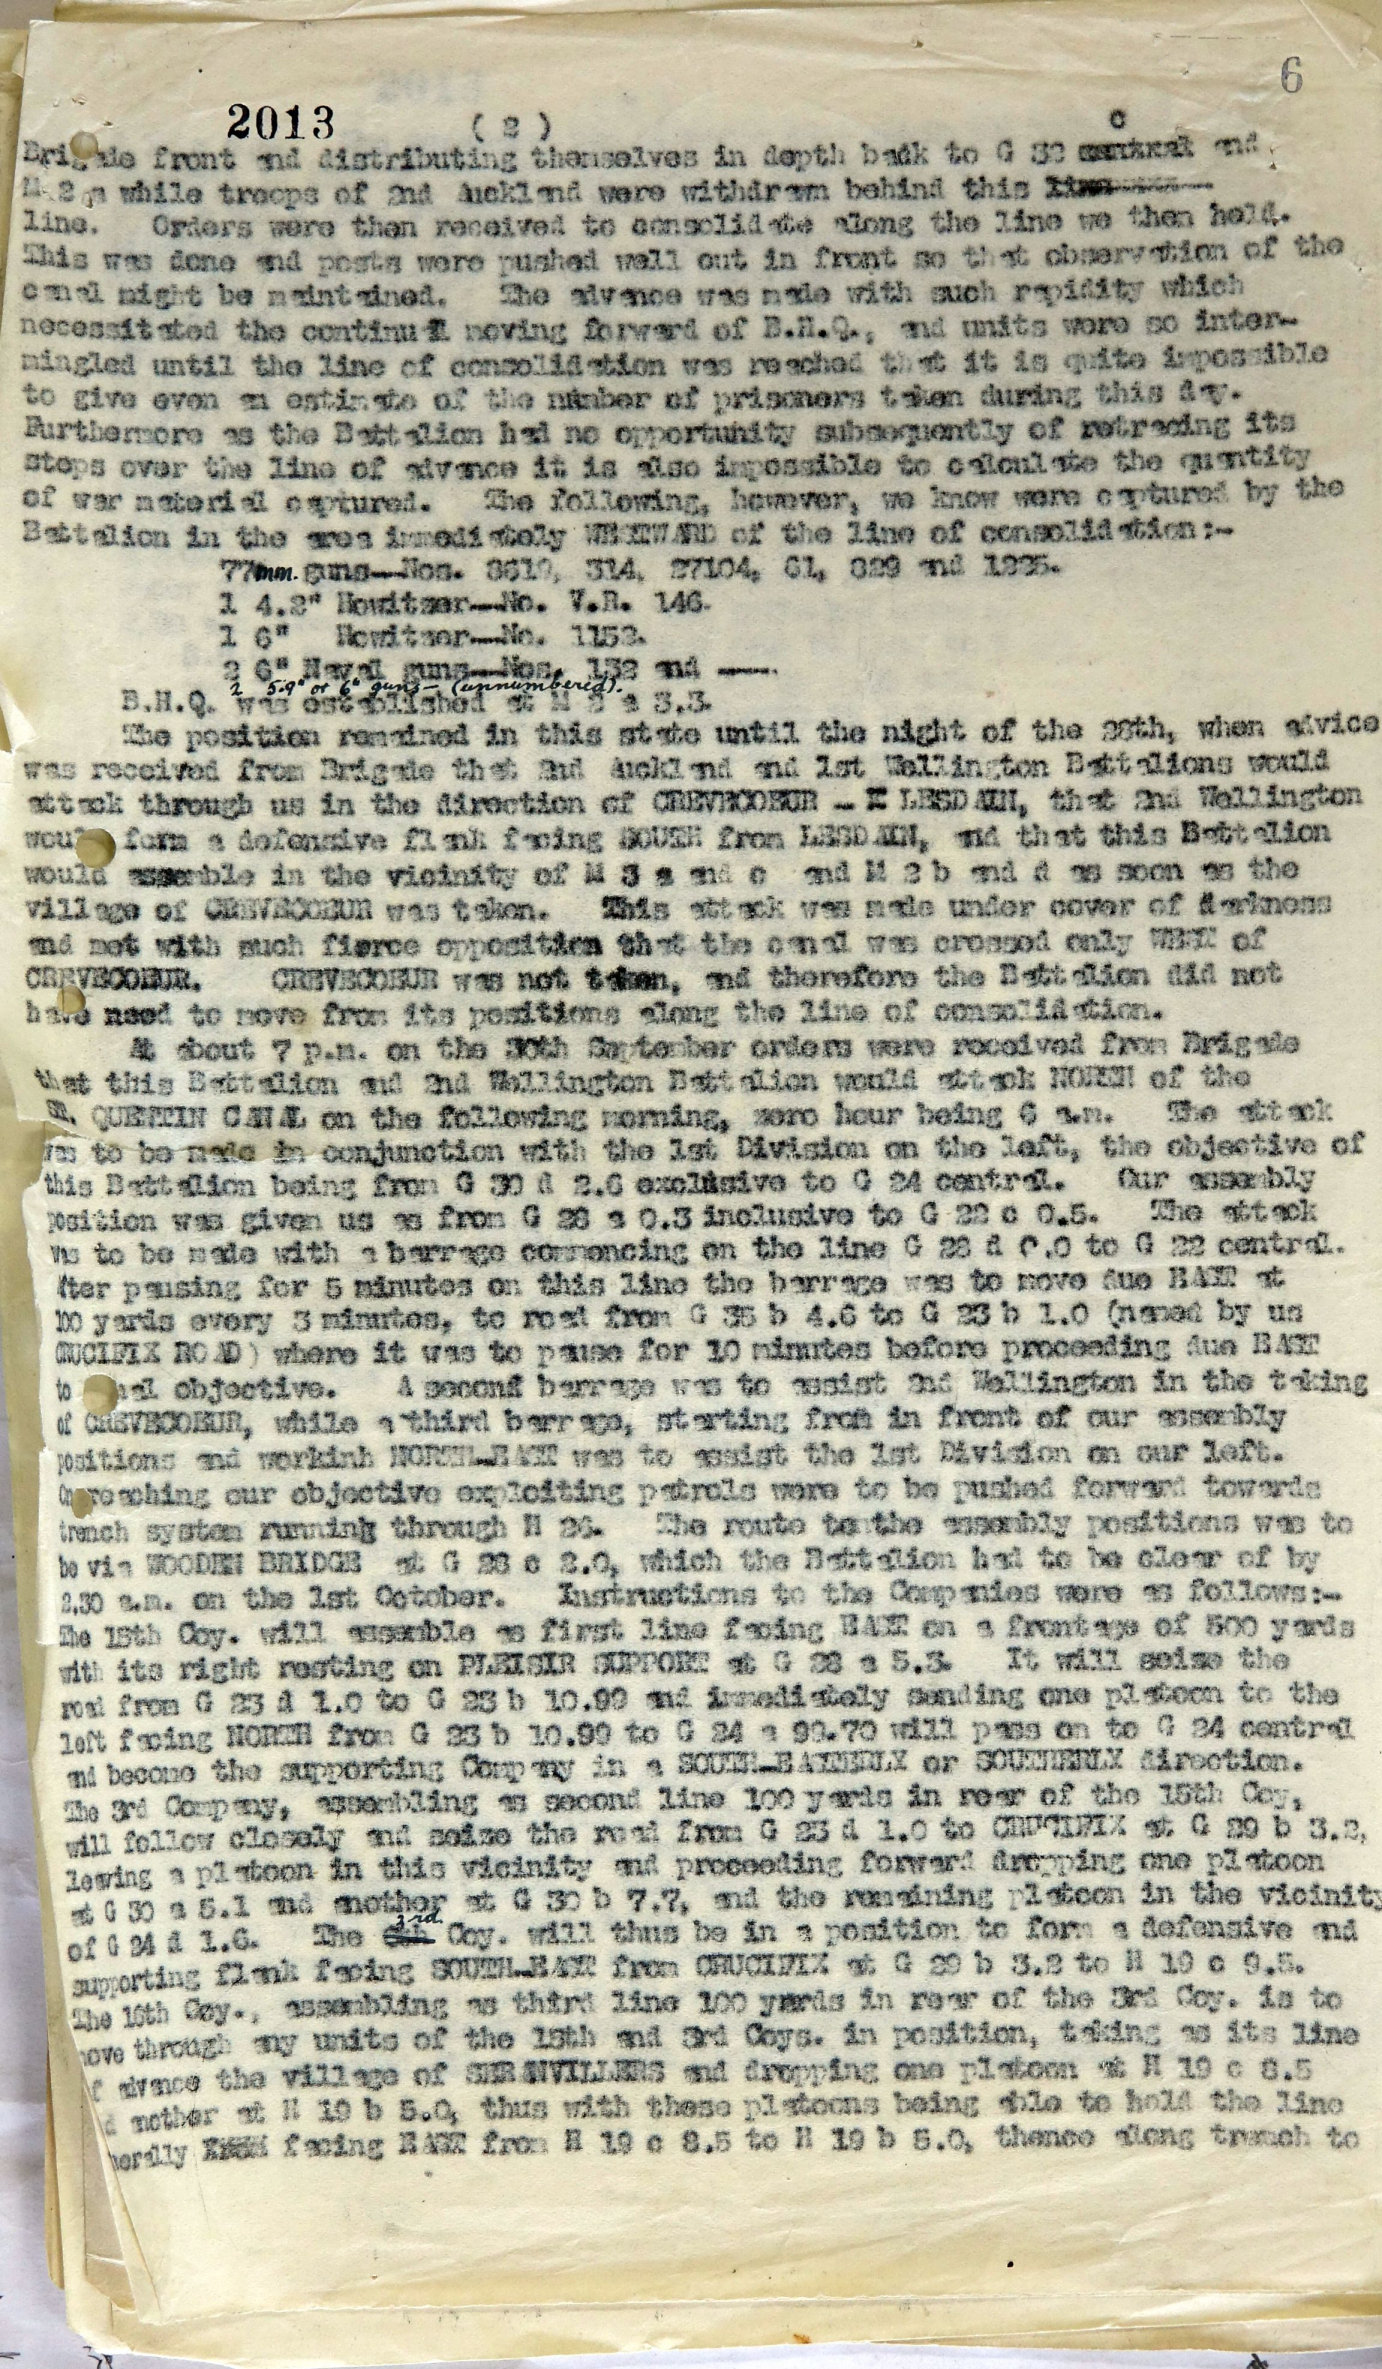 6
2013 ( 2 )
c
Brigade front and distributing themselves in depth back to G 32 central and
M 2 a while troops of 2nd Auckland were withdrawn behind this line
line. Orders were then received to consolidate along the line we then held.
This was done and posts were pushed well out in front so that observation of the
canal might be maintained. The advance was made with such rapidity which
necessitated the continual moving forward of B.H.Q., and units were so inter-
mingled until the line of consolidation was reached that it is quite impossible
to give even an estimate of the number of prisoners taken during this day.
Furthermore as the Battalion had no opportunity subsequently of retracing its
steps over the line of advance it is also impossible to calculate the quantity
of war material captured. The following, however, we know were captured by the
Battalion in the area immediately WESTWARD of the line of consolidation:-
77mm. guns—Nos. 8619, 314, 27104, 61, 829 and 1225.
1 4.2" Howitzer—No. V.R. 146.
1 6" Howitzer—No. 1153.
2 6" Naval guns—Nos. 132 and ——.
2 5.9" or 6" guns — (unnumbered).
B.H.Q. was established at M 2 a 3.3.
The position remained in this state until the night of the 28th, when advice
was received from Brigade that 2nd Auckland and 1st Wellington Battalions would
attack through us in the direction of CREVECOEUR - LESDAIN, that 2nd Wellington
would form a defensive flank facing SOUTH from LESDAIN, and that this Battalion
would assemble in the vicinity of M 3 a and c and M 2 b and d as soon as the
village of CREVECOEUR was taken. This attack was made under cover of darkness
and met with such fierce opposition that the canal was crossed only WEST of
CREVECOEUR. CREVECOEUR was not taken, and therefore the Battalion did not
have need to move from its positions along the line of consolidation.
At about 7 p.m. on the 30th September orders were received from Brigade
that this Battalion and 2nd Wellington Battalion would attack NORTH of the
ST. QUENTIN CANAL on the following morning, zero hour being 6 a.m. The attack
was to be made in conjunction with the 1st Division on the left, the objective of
this Battalion being from G 30 d 2.6 exclusive to G 24 central. Our assembly
position was given us as from G 28 a 0.3 inclusive to G 22 c 0.5. The attack
was to be made with a barrage commencing on the line G 28 d 0.0 to G 22 central.
After pausing for 5 minutes on this line the barrage was to move due EAST at
100 yards every 3 minutes, to road from G 35 b 4.6 to G 23 b 1.0 (named by us
CRUCIFIX ROAD) where it was to pause for 10 minutes before proceeding due EAST
to final objective. A second barrage was to assist 2nd Wellington in the taking
of CREVECOEUR, while a third barrage, starting from in front of our assembly
positions and workinh NORTH-EAST was to assist the 1st Division on our left.
On reaching our objective exploiting patrols were to be pushed forward towards
trench system running through H 26. The route to the assembly positions was to
be via WOODEN BRIDGE at G 28 c 2.0, which the Battalion had to be clear of by
2.30 a.m. on the 1st October. Instructions to the Companies were as follows:-
The 15th Coy. will assemble as first line facing EAST on a frontage of 500 yards
with its right resting on PLEISIR SUPPORT at G 28 a 5.3. It will seize the
road from G 23 d 1.0 to G 23 b 10.99 and immediately sending one platoon to the
left facing NORTH from G 23 b 10.99 to G 24 a 99.70 will pass on to G 24 central
and become the supporting Company in a SOUTH-EASTERLY or SOUTHERLY direction.
The 3rd Company, assembling as second line 100 yards in rear of the 15th Coy,
will follow closely and seize the road from G 23 d 1.0 to CRUCIFIX at G 29 b 3.2,
leaving a platoon in this vicinity and proceeding forward dropping one platoon
at G 30 a 5.1 and another at G 30 b 7.7, and the remaining platoon in the vicinity
of G 24 d 1.6. The 3rd. Coy. will thus be in a position to form a defensive and
supporting flank facing SOUTH-EAST from CRUCIFIX at G 29 b 3.2 to H 19 c 9.5.
The 16th Coy., assembling as third line 100 yards in rear of the 3rd Coy. is to
move through any units of the 15th and 3rd Coys. in position, taking as its line
of advance the village of SERANVILLERS and dropping one platoon at H 19 c 8.5
and another at H 19 b 5.0, thus with these platoons being able to hold the line
generally facing EAST from H 19 c 8.5 to H 19 b 5.0, thence along trench to